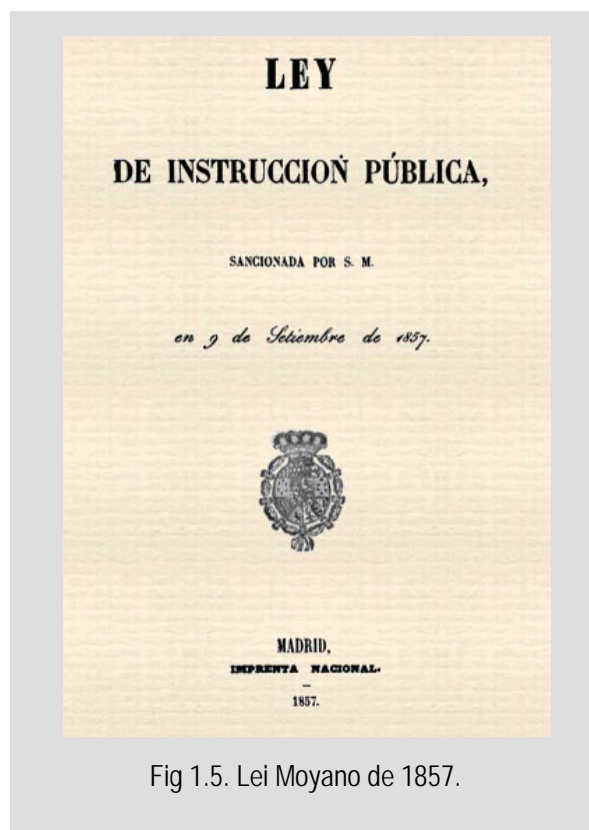 LEY
DE INSTRUCCION PÚBLICA,
SANCIONADA POR S. M.
en 9 de Setiembre de 1857.
MADRID,
IMPRENTA NACIONAL.
—
1857.
Fig 1.5. Lei Moyano de 1857.